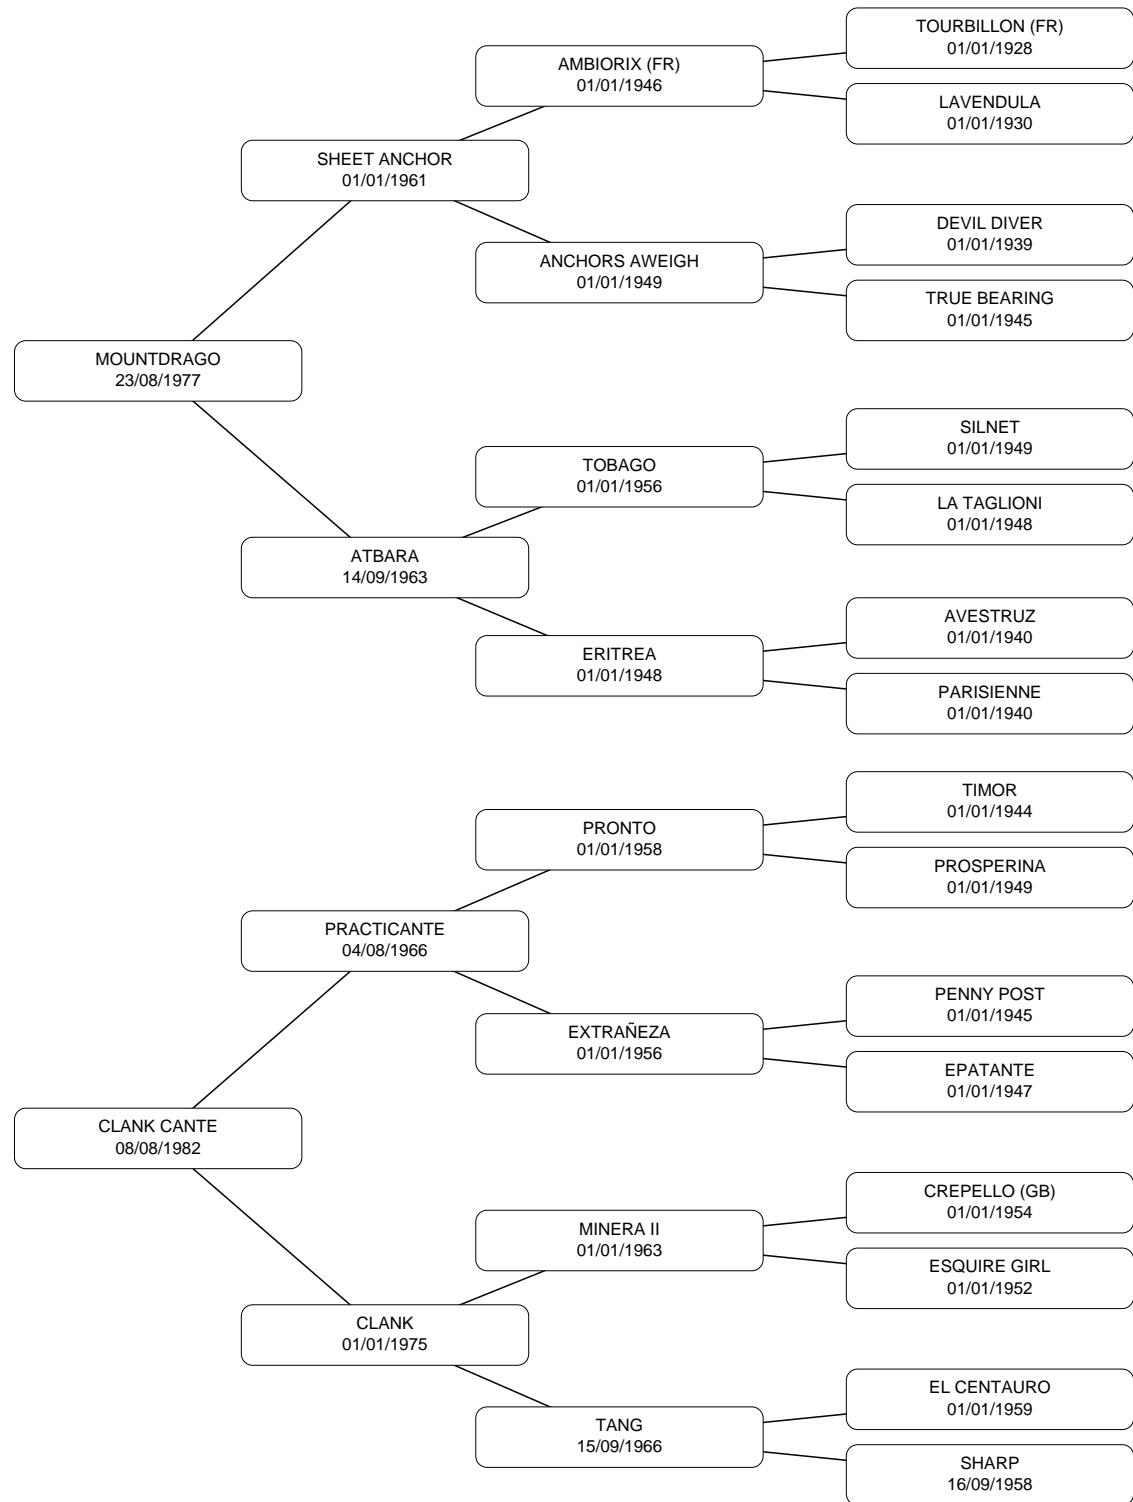 TOURBILLON (FR)
01/01/1928
AMBIORIX (FR)
01/01/1946
LAVENDULA
01/01/1930
SHEET ANCHOR
01/01/1961
DEVIL DIVER
01/01/1939
ANCHORS AWEIGH
01/01/1949
TRUE BEARING
01/01/1945
MOUNTDRAGO
23/08/1977
SILNET
01/01/1949
TOBAGO
01/01/1956
LA TAGLIONI
01/01/1948
ATBARA
14/09/1963
AVESTRUZ
01/01/1940
ERITREA
01/01/1948
PARISIENNE
01/01/1940
TIMOR
01/01/1944
PRONTO
01/01/1958
PROSPERINA
01/01/1949
PRACTICANTE
04/08/1966
PENNY POST
01/01/1945
EXTRAÑEZA
01/01/1956
EPATANTE
01/01/1947
CLANK CANTE
08/08/1982
CREPELLO (GB)
01/01/1954
MINERA II
01/01/1963
ESQUIRE GIRL
01/01/1952
CLANK
01/01/1975
EL CENTAURO
01/01/1959
TANG
15/09/1966
SHARP
16/09/1958